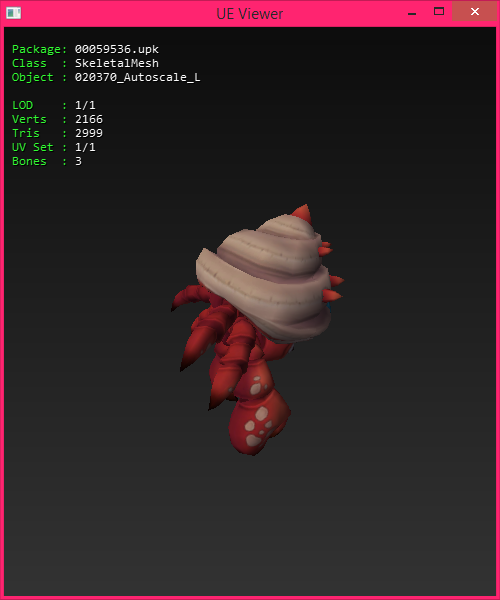 UE Viewer
Package: 00059536.upk
Class : SkeletalMesh
Object : 020370_Autoscale_L
LOD : 1/1
Verts : 2166
Tris : 2999
UV Set : 1/1
Bones : 3